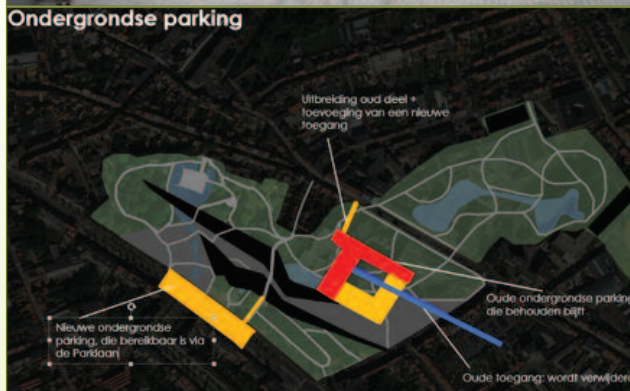 Ondergrondse parking
Uitbreiding oud deel +
toevoeging van een nieuwe
toegang
Oude ondergrondse parking
die behouden blijft
Nieuwe ondergrondse
parking, die bereikbaar is via
de Parklaan
Oude toegang: wordt verwijderd